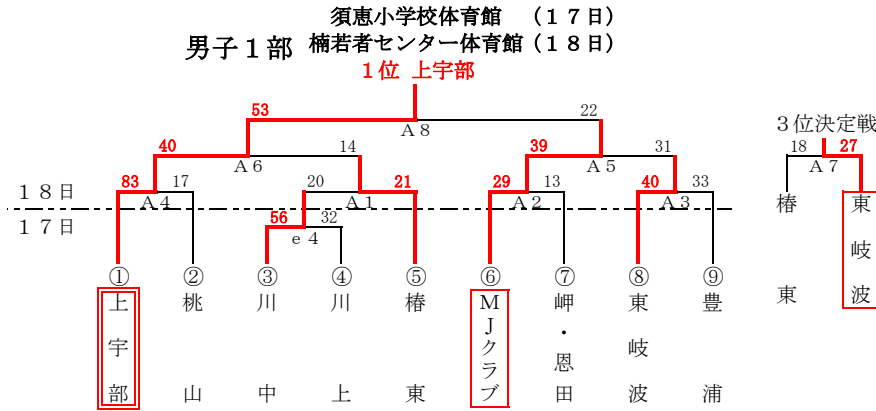 須恵小学校体育館 (17日)
男子1部 楠若者センター体育館(18日)
1位 上宇部
53 22
A8
3位決定戦
40 14 39 31 18 27
A6 A5 A7
83 17 20 21 29 13 40 33
18日
A4 A1 A2 A3
17日
56 32
e4
① ② ③ ④ ⑤ ⑥ ⑦ ⑧ ⑨
上宇部
桃山
川中
川上
椿東
MJクラブ
岬・恩田
東岐波
豊浦
椿東
東岐波